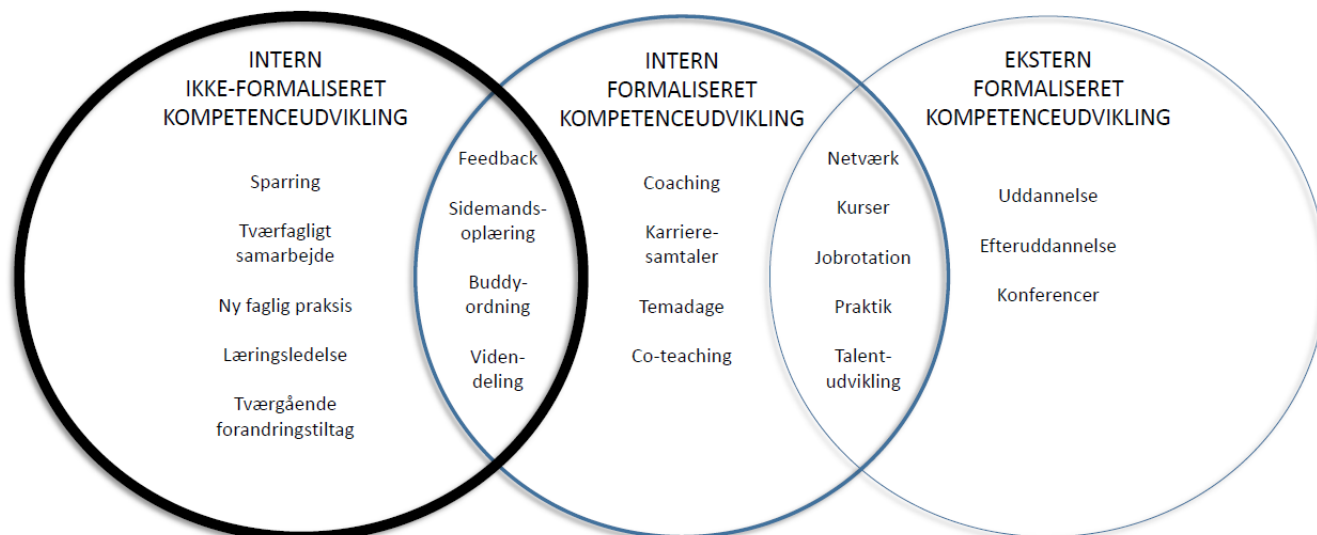 INTERN
IKKE-FORMALISERET
KOMPETENCEUDVIKLING
Sparring
Tværfagligt
samarbejde
Ny faglig praksis
Læringsledelse
Tværgående
forandringstiltag
Feedback
Sidemands-
oplæring
Buddy-
ordning
Viden-
deling
INTERN
FORMALISERET
KOMPETENCEUDVIKLING
Coaching
Karriere-
samtaler
Temadage
Co-teaching
Netværk
Kurser
Jobrotation
Praktik
Talent-
udvikling
EKSTERN
FORMALISERET
KOMPETENCEUDVIKLING
Uddannelse
Efteruddannelse
Konferencer